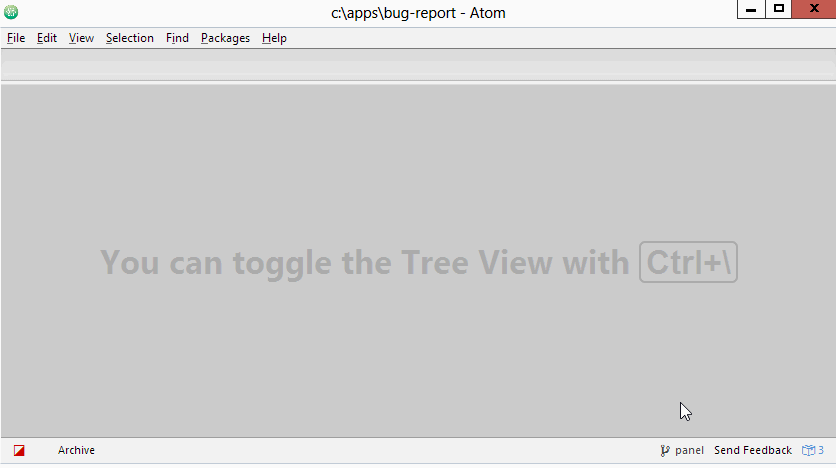 c:\apps\bug-report - Atom
File Edit View Selection Find Packages Help
You can toggle the Tree View with Ctrl+\
Archive panel Send Feedback 3